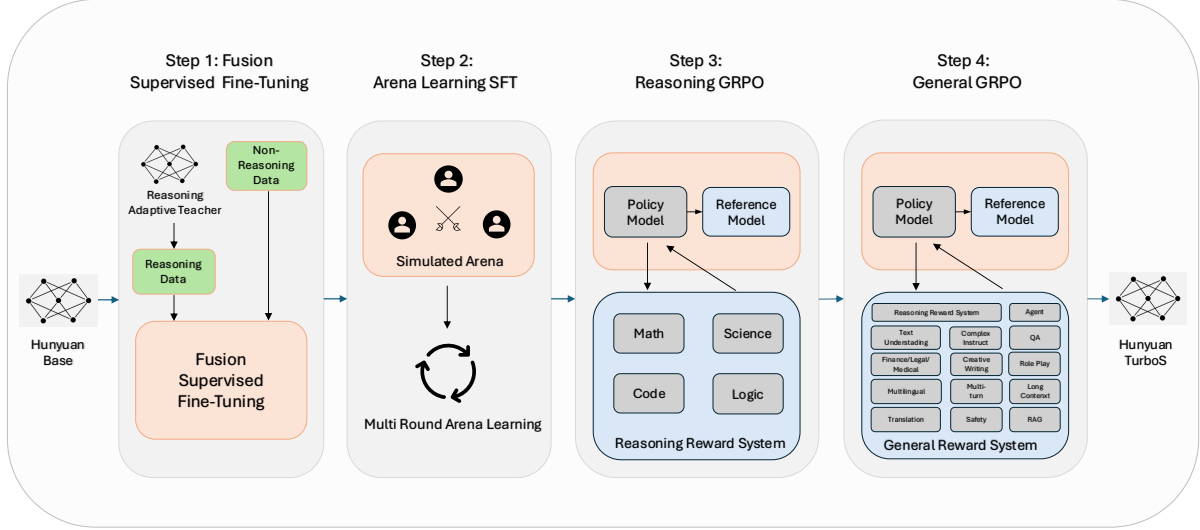 Step 1: Fusion
Supervised Fine-Tuning
Step 2:
Arena Learning SFT
Step 3:
Reasoning GRPO
Step 4:
General GRPO
Hunyuan
Base
Reasoning
Adaptive Teacher
Non-
Reasoning
Data
Reasoning
Data
Fusion
Supervised
Fine-Tuning
Simulated Arena
Multi Round Arena Learning
Policy
Model
Reference
Model
Math
Science
Code
Logic
Reasoning Reward System
Policy
Model
Reference
Model
Reasoning Reward System
Agent
Text
Understading
Complex
Instruct
QA
Finance/Legal/
Medical
Creative
Writing
Role Play
Multilingual
Multi-
turn
Long
Contenxt
Translation
Safety
RAG
General Reward System
Hunyuan
TurboS